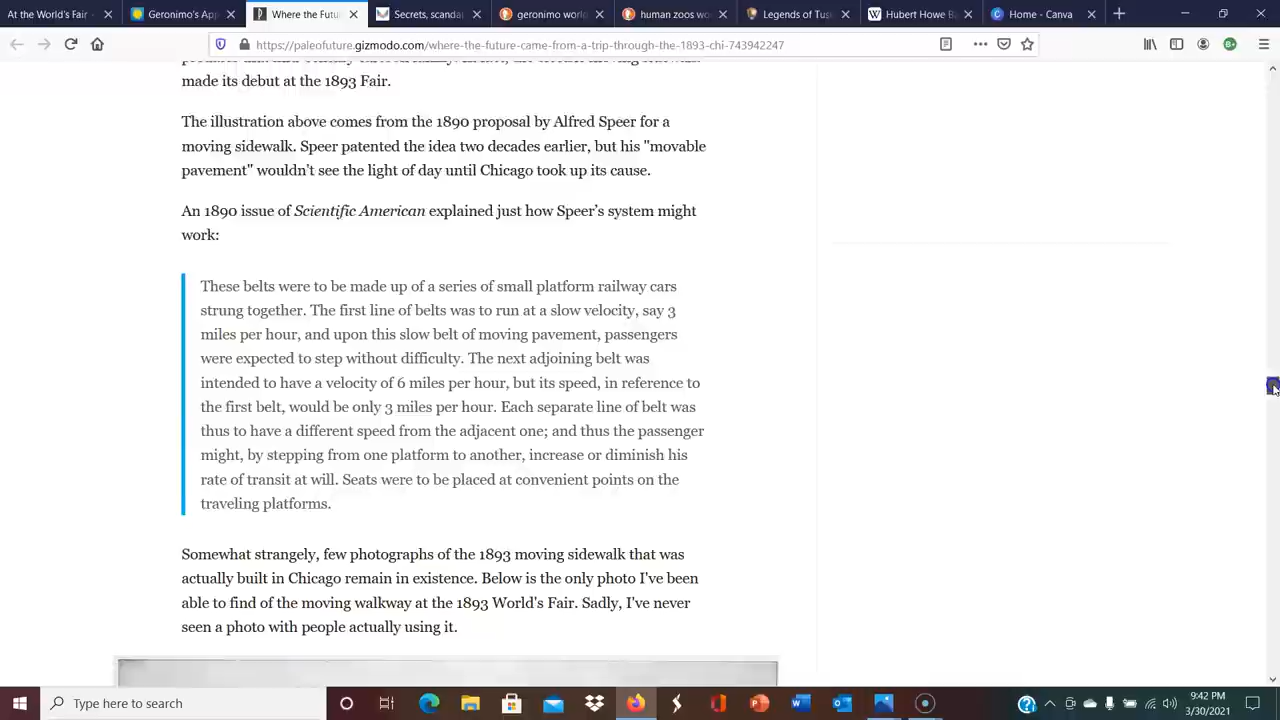 At the World's Fair
Geronimo's App
Where the Future
Secrets, scandal
geronimo world
human zoos wo
Legends of Tus
Hubert Howe B
Home - Canva
https://paleofuture.gizmodo.com/where-the-future-came-from-a-trip-through-the-1893-chi-743942247
made its debut at the 1893 Fair.
The illustration above comes from the 1890 proposal by Alfred Speer for a
moving sidewalk. Speer patented the idea two decades earlier, but his "movable
pavement" wouldn't see the light of day until Chicago took up its cause.
An 1890 issue of Scientific American explained just how Speer's system might
work:
These belts were to be made up of a series of small platform railway cars
strung together. The first line of belts was to run at a slow velocity, say 3
miles per hour, and upon this slow belt of moving pavement, passengers
were expected to step without difficulty. The next adjoining belt was
intended to have a velocity of 6 miles per hour, but its speed, in reference to
the first belt, would be only 3 miles per hour. Each separate line of belt was
thus to have a different speed from the adjacent one; and thus the passenger
might, by stepping from one platform to another, increase or diminish his
rate of transit at will. Seats were to be placed at convenient points on the
traveling platforms.
Somewhat strangely, few photographs of the 1893 moving sidewalk that was
actually built in Chicago remain in existence. Below is the only photo I've been
able to find of the moving walkway at the 1893 World's Fair. Sadly, I've never
seen a photo with people actually using it.
Type here to search
9:42 PM
3/30/2021